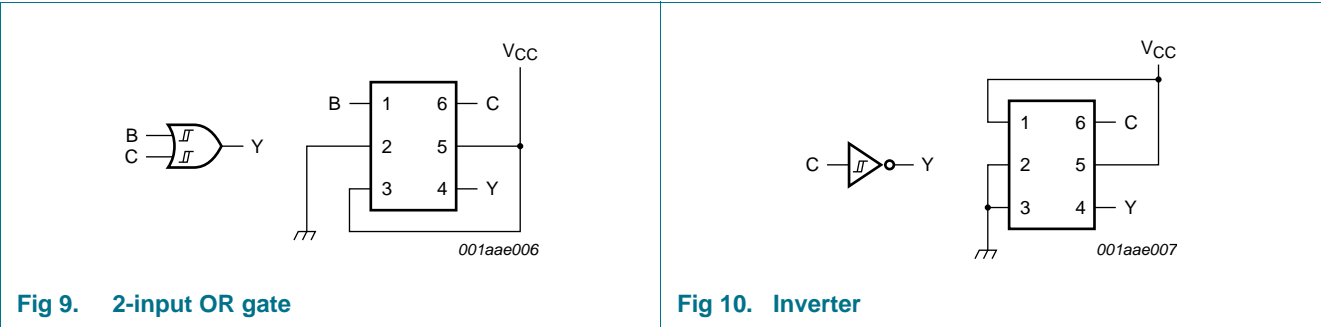 VCC
B 1 6 C
B
C
Y
2 5
3 4 Y
001aae006
Fig 9. 2-input OR gate
VCC
1 6 C
C Y
2 5
3 4 Y
001aae007
Fig 10. Inverter